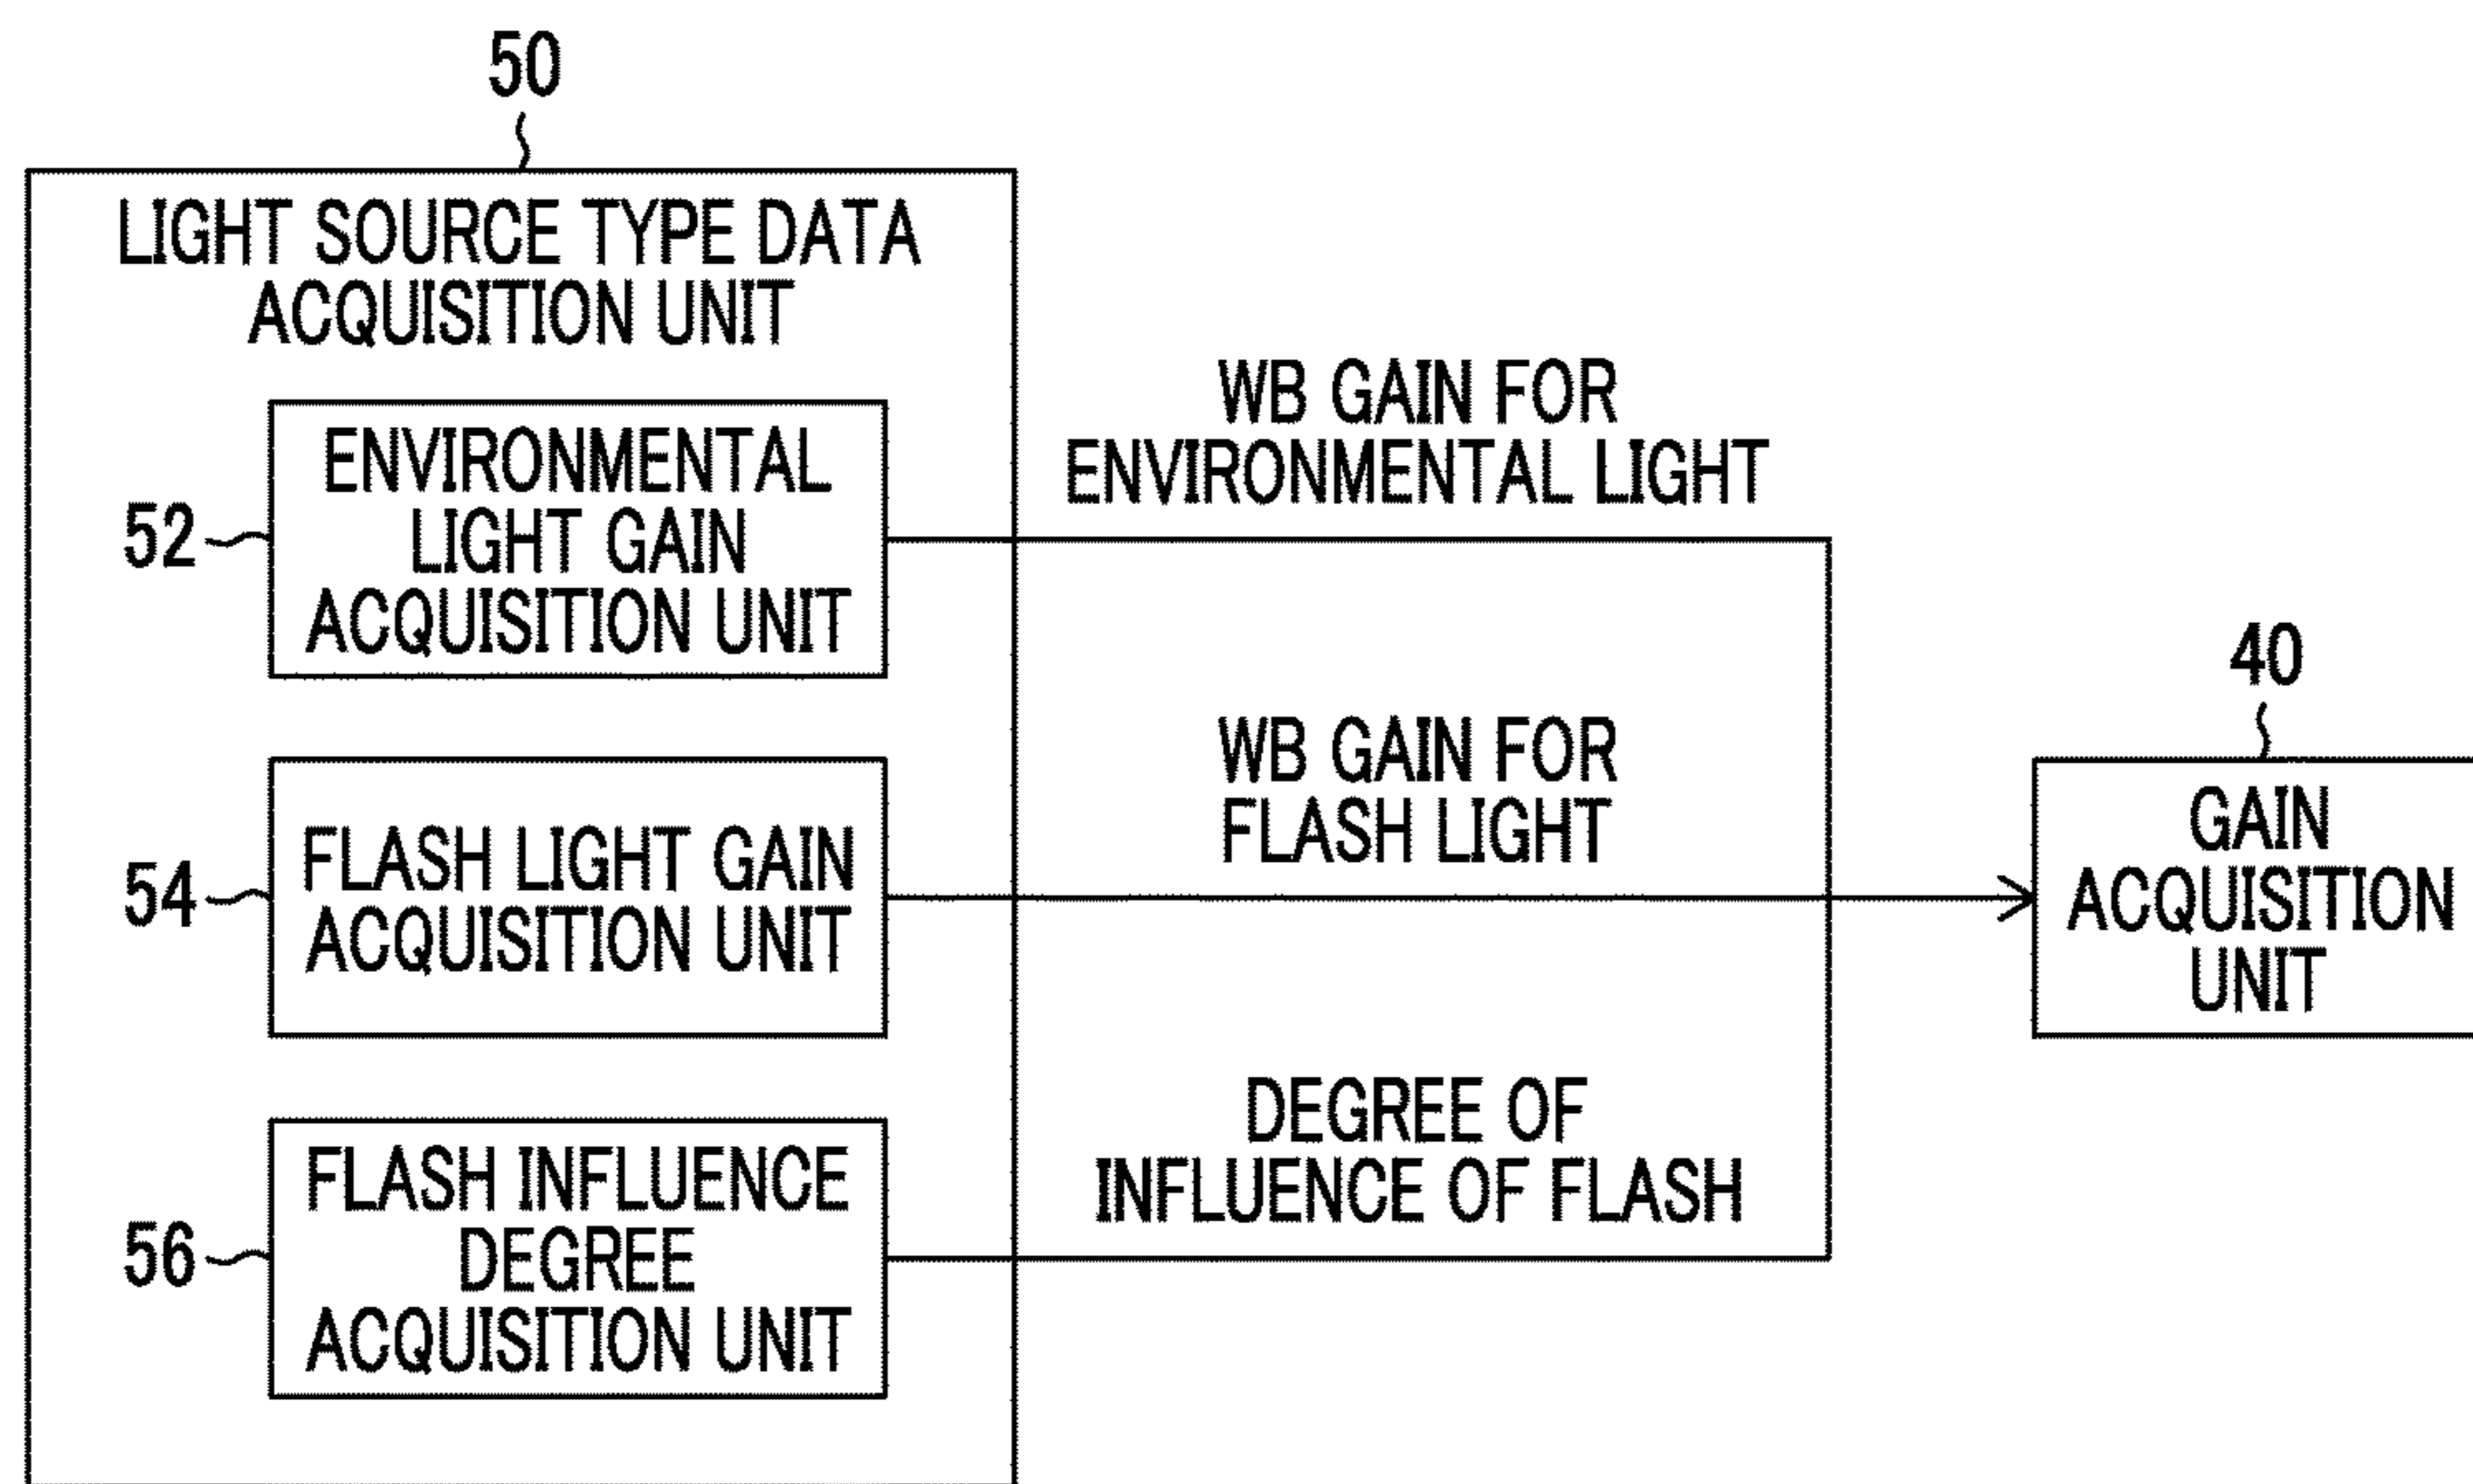 50
LIGHT SOURCE TYPE DATA
ACQUISITION UNIT
52
ENVIRONMENTAL
LIGHT GAIN
ACQUISITION UNIT
WB GAIN FOR
ENVIRONMENTAL LIGHT
54
FLASH LIGHT GAIN
ACQUISITION UNIT
WB GAIN FOR
FLASH LIGHT
40
GAIN
ACQUISITION
UNIT
56
FLASH INFLUENCE
DEGREE
ACQUISITION UNIT
DEGREE OF
INFLUENCE OF FLASH